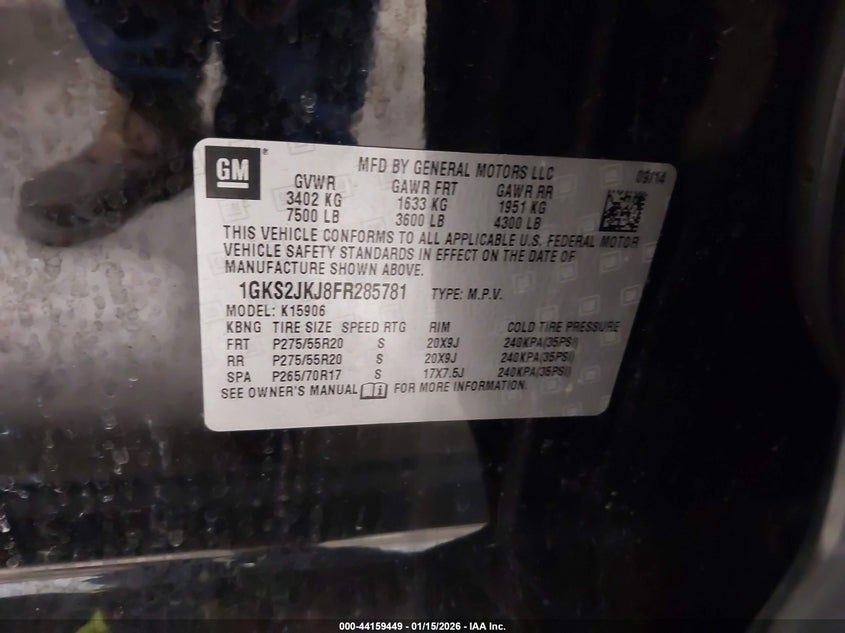 GM
MFD BY GENERAL MOTORS LLC 09/14
GVWR GAWR FRT GAWR RR
3402 KG 1633 KG 1951 KG
7500 LB 3600 LB 4300 LB
THIS VEHICLE CONFORMS TO ALL APPLICABLE U.S. FEDERAL MOTOR
VEHICLE SAFETY STANDARDS IN EFFECT ON THE DATE OF
MANUFACTURE SHOWN ABOVE.
1GKS2JKJ8FR285781 TYPE: M.P.V.
MODEL: K15906
KBNG TIRE SIZE SPEED RTG RIM COLD TIRE PRESSURE
FRT P275/55R20 S 20X9J 240KPA(35PSI)
RR P275/55R20 S 20X9J 240KPA(35PSI)
SPA P265/70R17 S 17X7.5J 240KPA(35PSI)
SEE OWNER'S MANUAL FOR MORE INFORMATION.
000-44159449 - 01/15/2026 - IAA Inc.